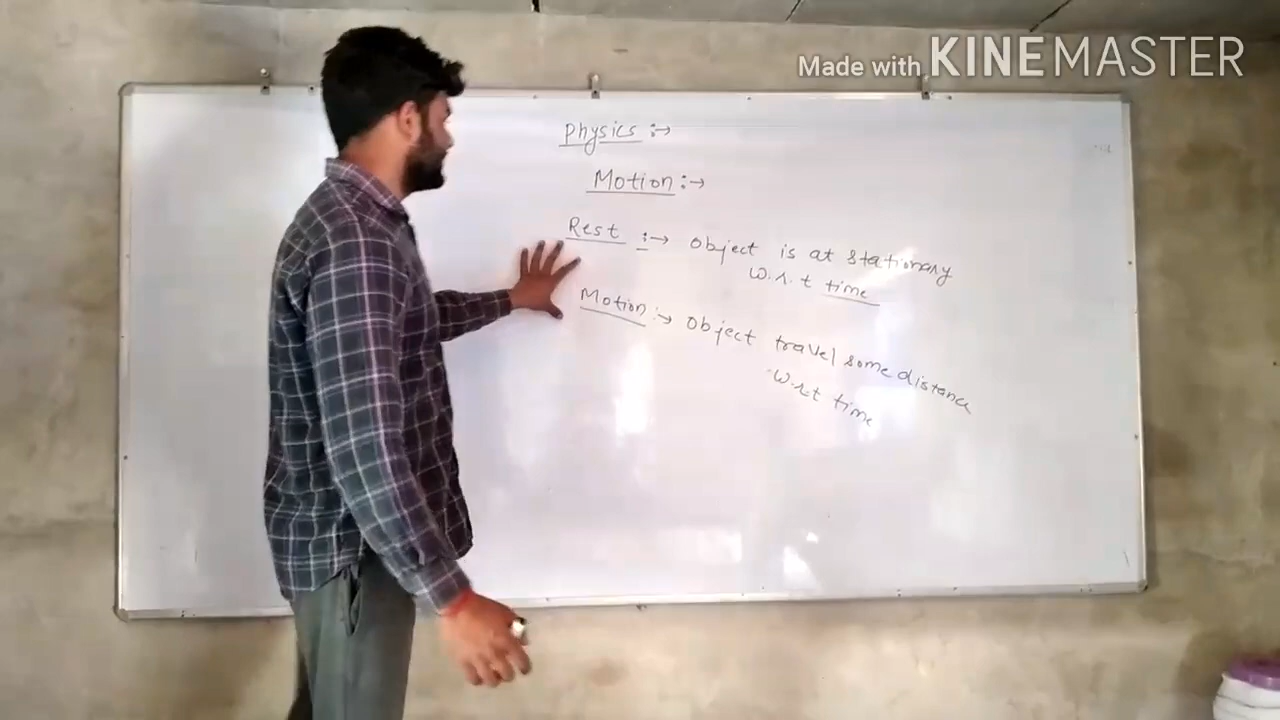 Made with KINEMASTER
Physics :→
Motion :→
Rest :→ Object is at stationary
w.r.t time
Motion :→ Object travel some distance
w.r.t time